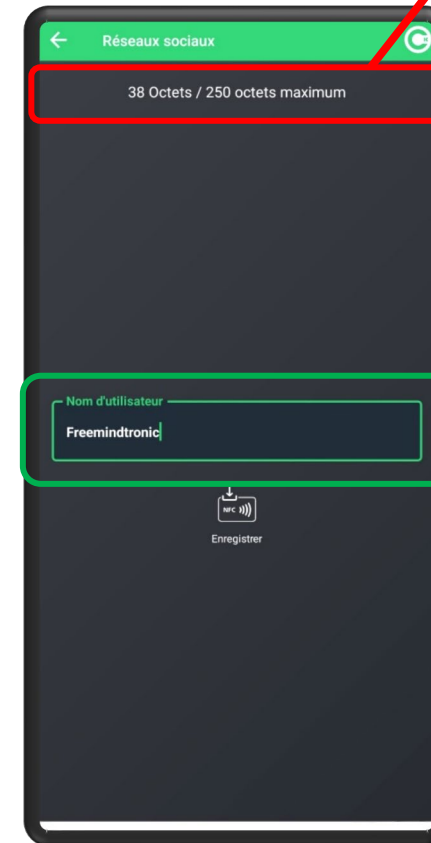 Réseaux sociaux
38 Octets / 250 octets maximum
Nom d'utilisateur
Freemindtronic
NFC
Enregistrer